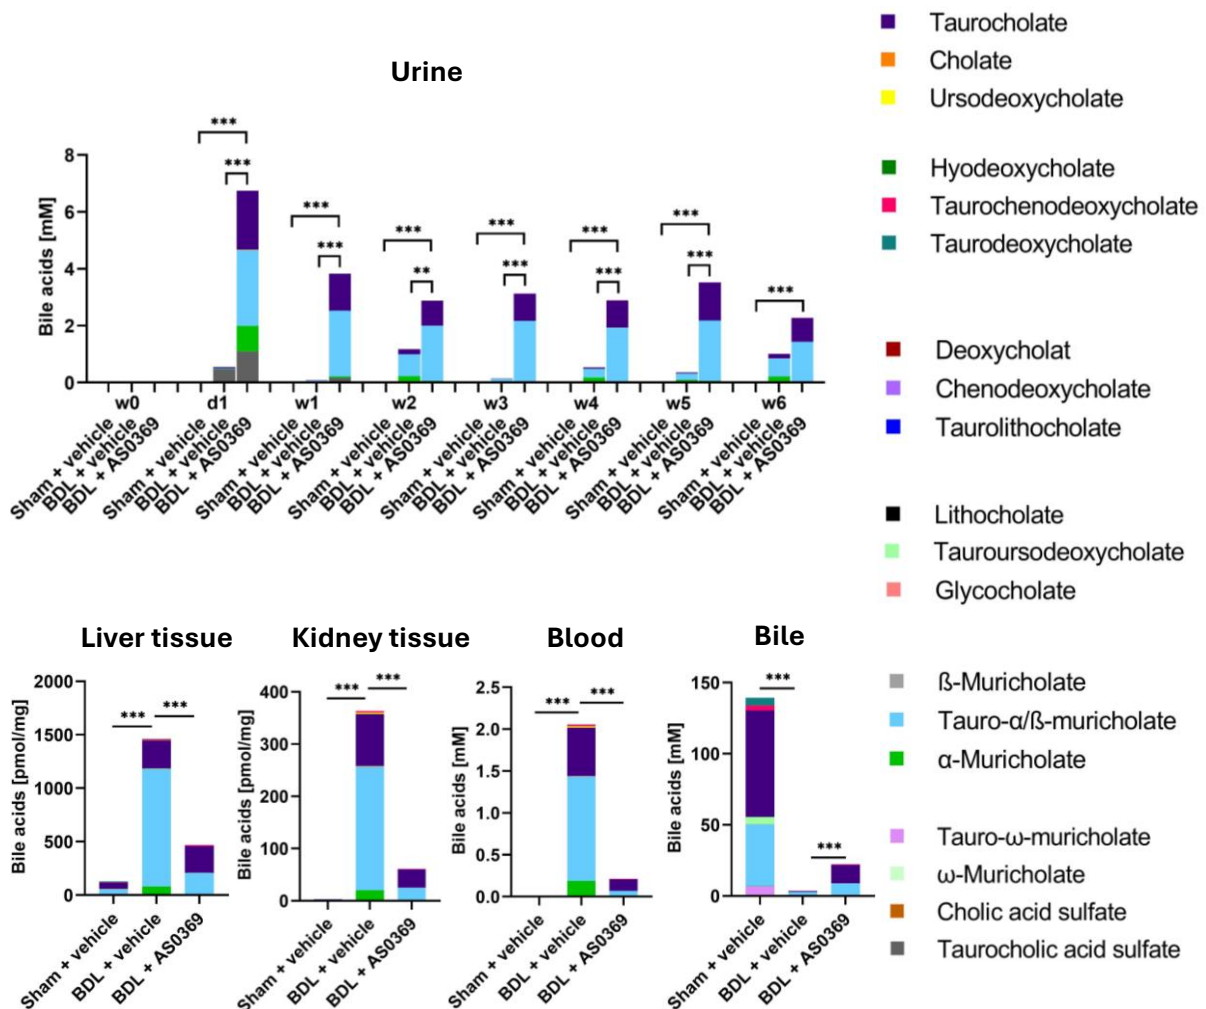 Urine
Bile acids [mM]
8
6
4
2
0
***
***
***
***
***
**
***
***
***
***
***
***
***
w0
d1
w1
w2
w3
w4
w5
w6
Sham + vehicle
BDL + vehicle
BDL + AS0369
Sham + vehicle
BDL + vehicle
BDL + AS0369
Sham + vehicle
BDL + vehicle
BDL + AS0369
Sham + vehicle
BDL + vehicle
BDL + AS0369
Sham + vehicle
BDL + vehicle
BDL + AS0369
Sham + vehicle
BDL + vehicle
BDL + AS0369
Sham + vehicle
BDL + vehicle
BDL + AS0369
Sham + vehicle
BDL + vehicle
BDL + AS0369
Taurocholate
Cholate
Ursodeoxycholate
Hyodeoxycholate
Taurochenodeoxycholate
Taurodeoxycholate
Deoxycholat
Chenodeoxycholate
Taurolithocholate
Lithocholate
Tauroursodeoxycholate
Glycocholate
ß-Muricholate
Tauro-α/ß-muricholate
α-Muricholate
Tauro-ω-muricholate
ω-Muricholate
Cholic acid sulfate
Taurocholic acid sulfate
Liver tissue
Bile acids [pmol/mg]
2000
1500
1000
500
0
***
***
Sham + vehicle
BDL + vehicle
BDL + AS0369
Kidney tissue
Bile acids [pmol/mg]
400
300
200
100
0
***
***
Sham + vehicle
BDL + vehicle
BDL + AS0369
Blood
Bile acids [mM]
2.5
2.0
1.5
1.0
0.5
0.0
***
***
Sham + vehicle
BDL + vehicle
BDL + AS0369
Bile
Bile acids [mM]
150
100
50
0
***
***
Sham + vehicle
BDL + vehicle
BDL + AS0369